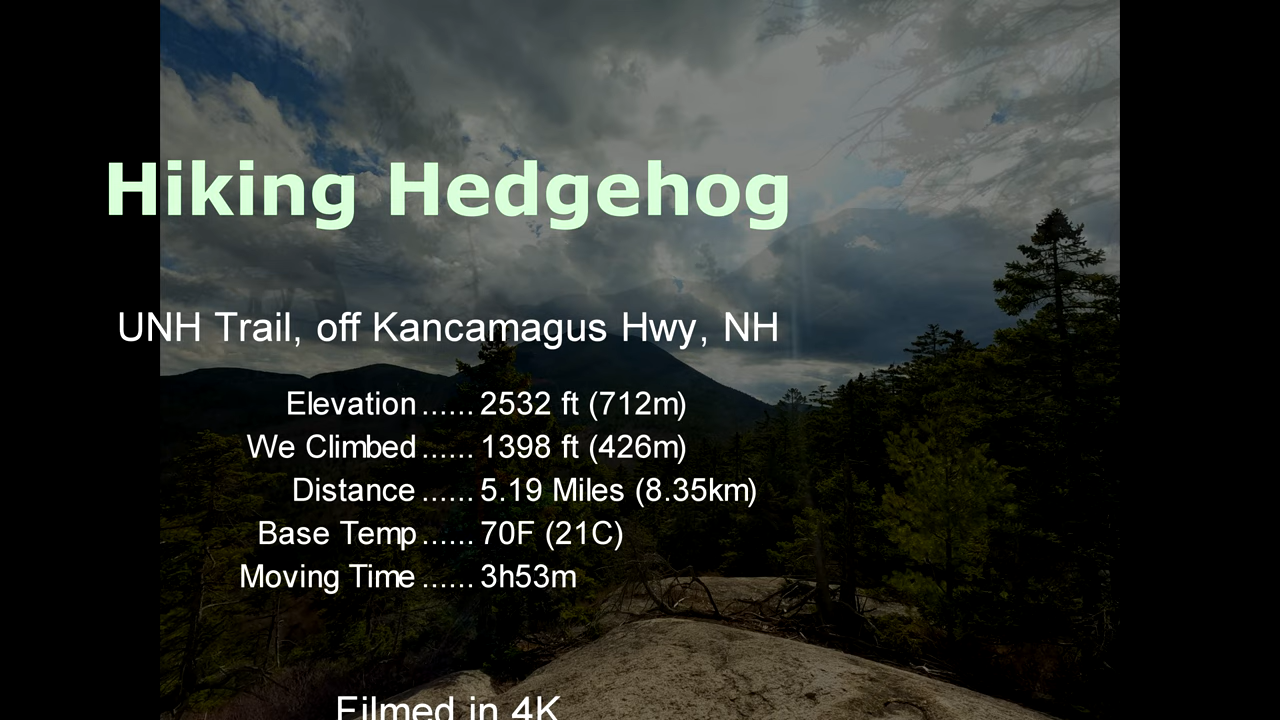 Hiking Hedgehog
UNH Trail, off Kancamagus Hwy, NH
Elevation ...... 2532 ft (712m)
We Climbed ...... 1398 ft (426m)
Distance ...... 5.19 Miles (8.35km)
Base Temp ...... 70F (21C)
Moving Time ...... 3h53m
Filmed in 4K